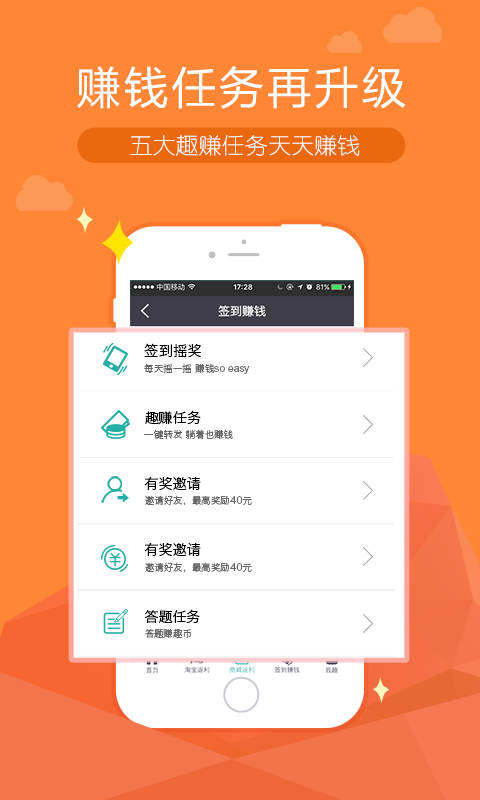 赚钱任务再升级
五大趣赚任务天天赚钱
中国移动 17:28 81%
签到赚钱
签到摇奖
每天摇一摇 赚钱so easy
趣赚任务
一键转发 躺着也赚钱
有奖邀请
邀请好友，最高奖励40元
有奖邀请
邀请好友，最高奖励40元
答题任务
答题赚趣币
首页 淘宝返利 商城返利 签到赚钱 我趣